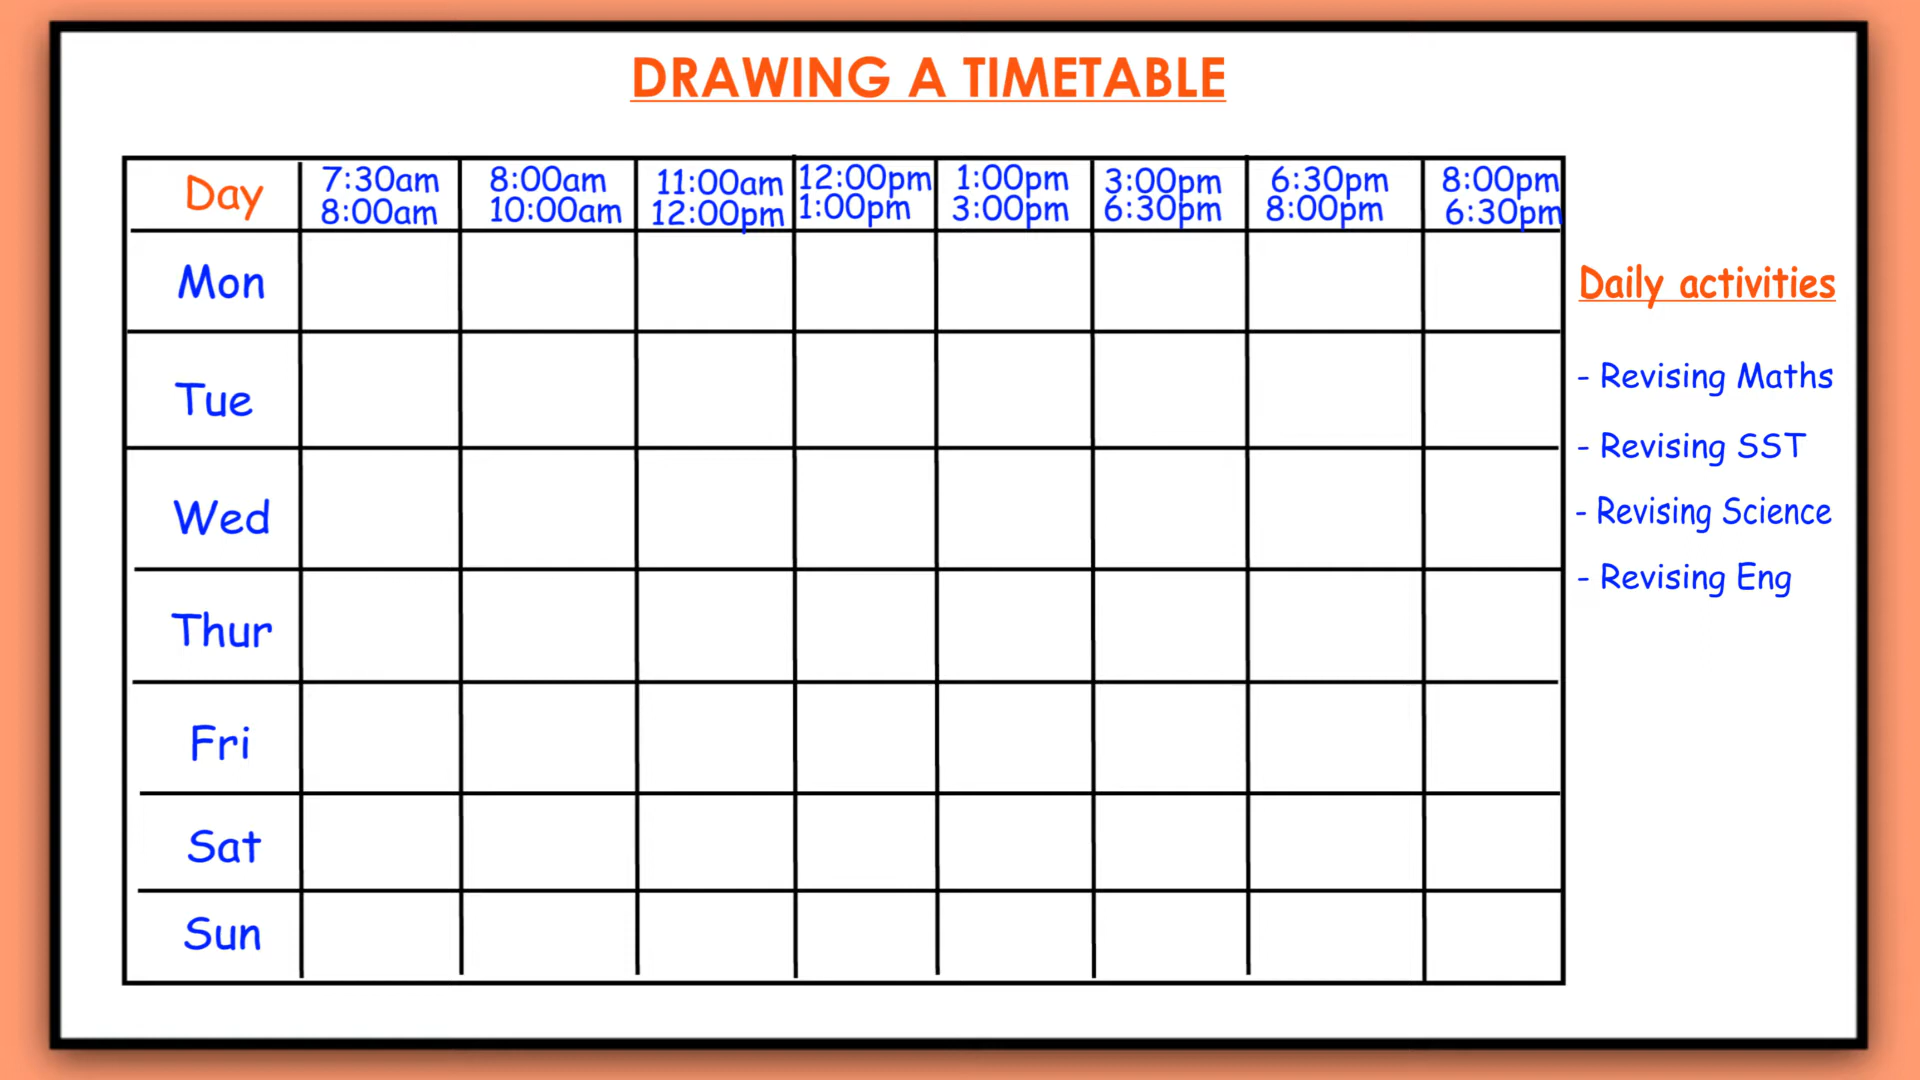 DRAWING A TIMETABLE
Day
7:30am
8:00am
8:00am
10:00am
11:00am
12:00pm
12:00pm
1:00pm
1:00pm
3:00pm
3:00pm
6:30pm
6:30pm
8:00pm
8:00pm
6:30pm
Mon
Tue
Wed
Thur
Fri
Sat
Sun
Daily activities
- Revising Maths
- Revising SST
- Revising Science
- Revising Eng